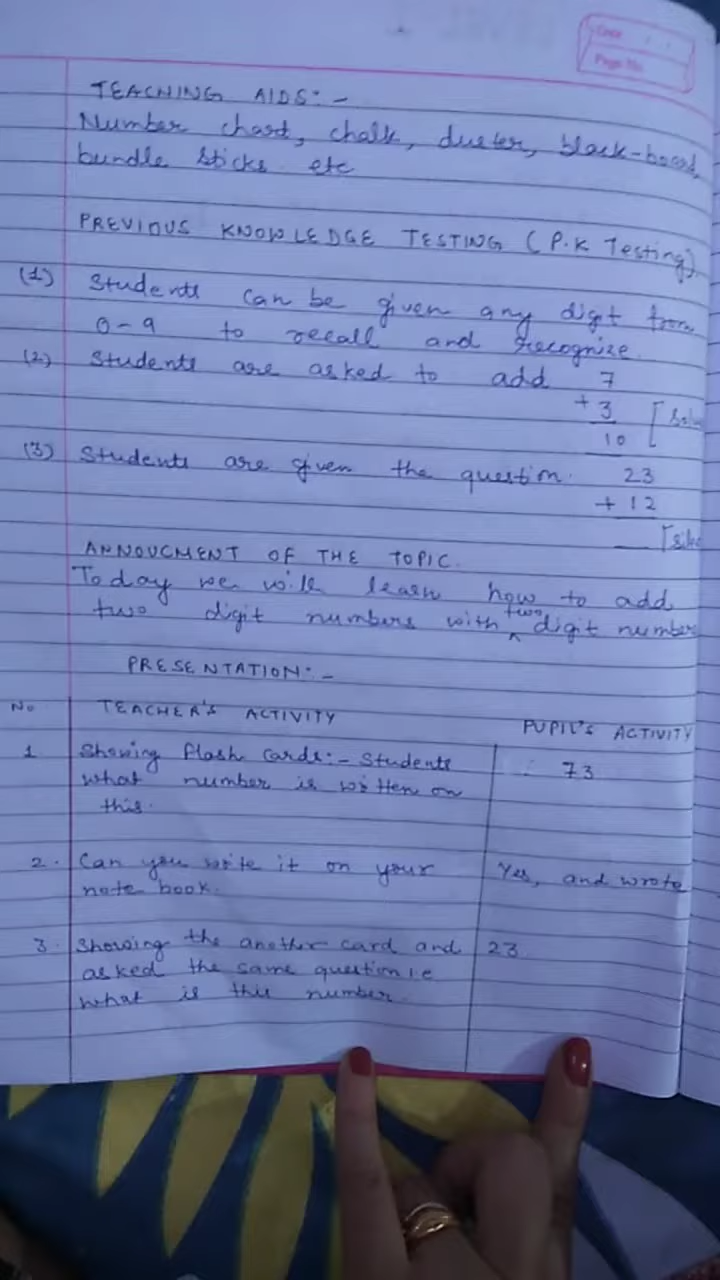 Date
Page No.
TEACHING AIDS:-
Number chart, chalk, duster, black-board,
bundle sticks etc
PREVIOUS KNOWLEDGE TESTING (P.K Testing)
(1) Students can be given any digit from
0-9 to recall and recognize.
(2) Students are asked to add 7
+ 3
10
(3) Students are given the question. 23
+ 12
ANNOUCMENT OF THE TOPIC.
Today we will learn how to add
two digit numbers with two digit number
PRESENTATION:-
No TEACHER'S ACTIVITY PUPIL'S ACTIVITY
1 Showing flash cards:- Students 73
what number is written on
this.
2. Can you write it on your Yes, and wrote
note book.
3. Showing the another card and 23.
asked the same question i.e
what is this number.